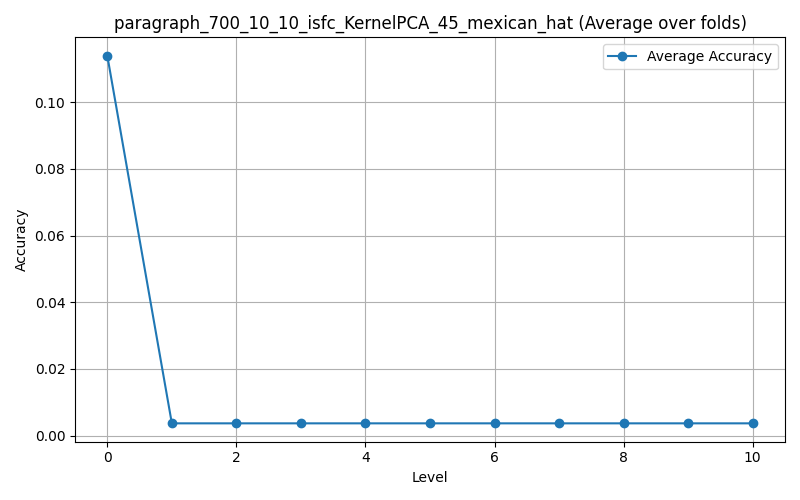 paragraph_700_10_10_isfc_KernelPCA_45_mexican_hat (Average over folds)
Average Accuracy
Accuracy
0.10
0.08
0.06
0.04
0.02
0.00
0 2 4 6 8 10
Level